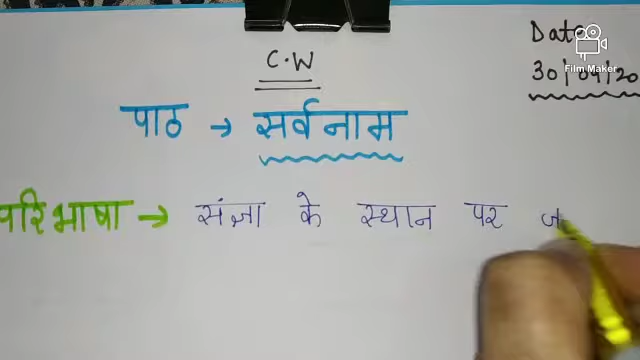 Date
Film Maker
30/04/20
C.W
पाठ → सर्वनाम
परिभाषा → संज्ञा के स्थान पर